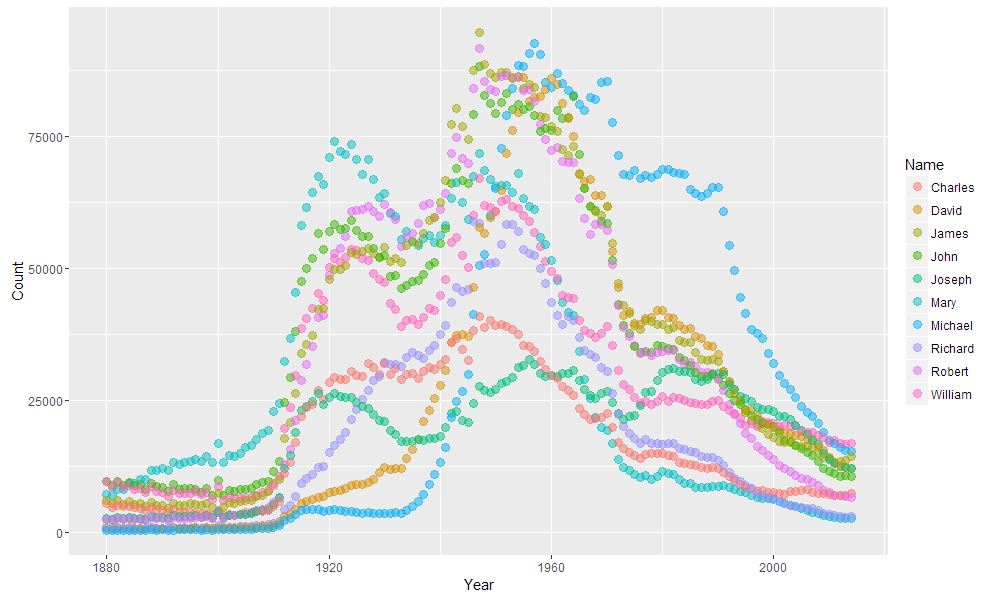 75000
50000
25000
0
Count
1880
1920
1960
2000
Year
Name
Charles
David
James
John
Joseph
Mary
Michael
Richard
Robert
William